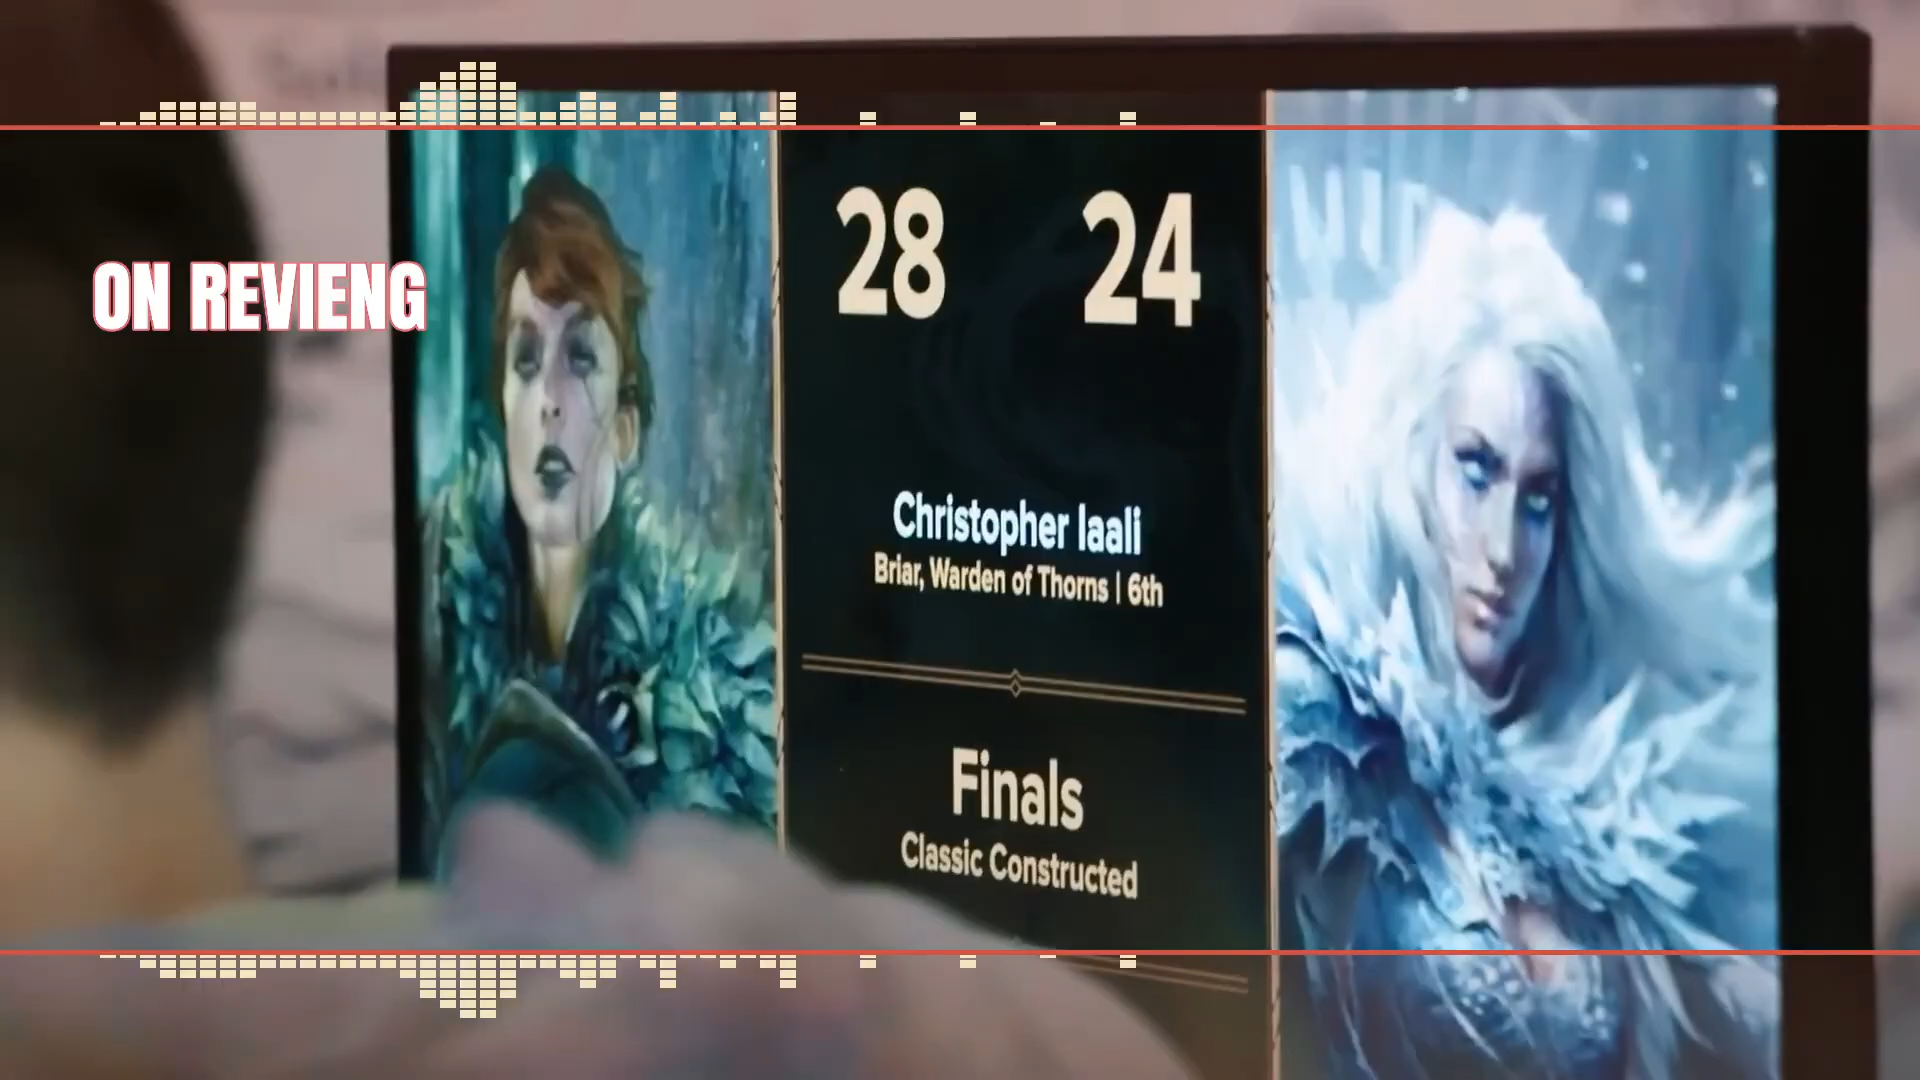 ON REVIENG
28 24
Christopher Iaali
Briar, Warden of Thorns | 6th
Finals
Classic Constructed